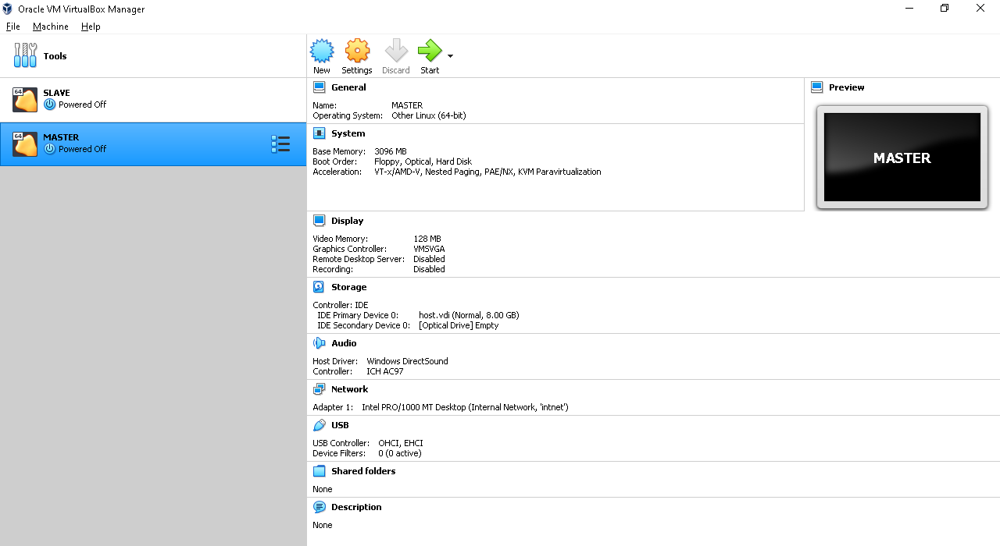 Oracle VM VirtualBox Manager
File Machine Help
Tools
New Settings Discard Start
64 SLAVE
Powered Off
64 MASTER
Powered Off
General
Name: MASTER
Operating System: Other Linux (64-bit)
System
Base Memory: 3096 MB
Boot Order: Floppy, Optical, Hard Disk
Acceleration: VT-x/AMD-V, Nested Paging, PAE/NX, KVM Paravirtualization
Preview
MASTER
Display
Video Memory: 128 MB
Graphics Controller: VMSVGA
Remote Desktop Server: Disabled
Recording: Disabled
Storage
Controller: IDE
IDE Primary Device 0: host.vdi (Normal, 8.00 GB)
IDE Secondary Device 0: [Optical Drive] Empty
Audio
Host Driver: Windows DirectSound
Controller: ICH AC97
Network
Adapter 1: Intel PRO/1000 MT Desktop (Internal Network, 'intnet')
USB
USB Controller: OHCI, EHCI
Device Filters: 0 (0 active)
Shared folders
None
Description
None